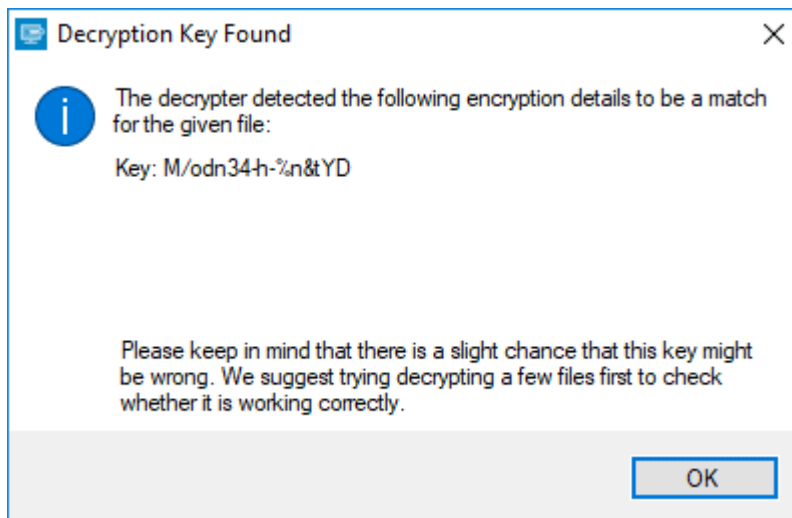 Decryption Key Found
The decrypter detected the following encryption details to be a match
for the given file:
Key: M/odn34-h-%n&tYD
Please keep in mind that there is a slight chance that this key might
be wrong. We suggest trying decrypting a few files first to check
whether it is working correctly.
OK